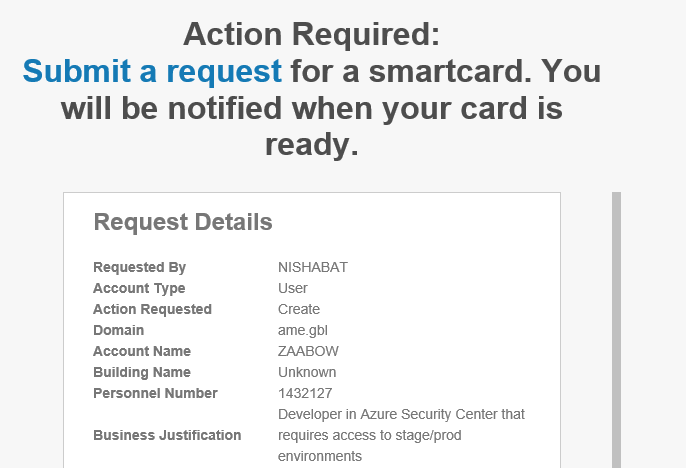 Action Required:
Submit a request for a smartcard. You
will be notified when your card is
ready.
Request Details
Requested By NISHABAT
Account Type User
Action Requested Create
Domain ame.gbl
Account Name ZAABOW
Building Name Unknown
Personnel Number 1432127
Developer in Azure Security Center that
Business Justification requires access to stage/prod
environments